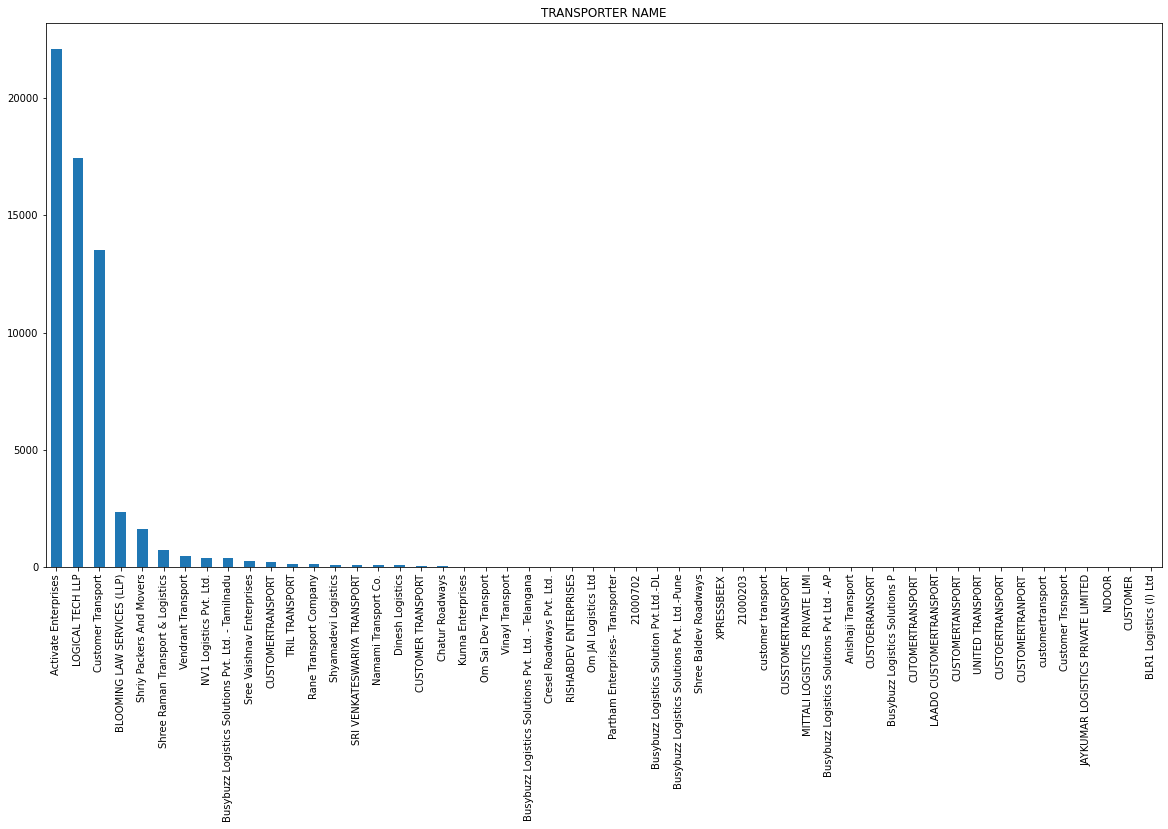 TRANSPORTER NAME
20000
15000
10000
5000
0
Activate Enterprises
LOGICAL TECH LLP
Customer Transport
BLOOMING LAW SERVICES (LLP)
Shriy Packers And Movers
Shree Raman Transport & Logistics
Vendrant Transport
NV1 Logistics Pvt. Ltd.
Busybuzz Logistics Solutions Pvt. Ltd. - Tamilnadu
Sree Vaishnav Enterprises
CUSTOMERTRANSPORT
TRIL TRANSPORT
Rane Transport Company
Shyamadevi Logistics
SRI VENKATESWARIYA TRANSPORT
Namami Transport Co.
Dinesh Logistics
CUSTOMER TRANSPORT
Chatur Roadways
Kunna Enterprises
Om Sai Dev Transport
Vinayl Transport
Busybuzz Logistics Solutions Pvt. Ltd. - Telangana
Cresel Roadways Pvt. Ltd.
RISHABDEV ENTERPRISES
Om JAI Logistics Ltd
Partham Enterprises- Transporter
21000702
Busybuzz Logistics Solution Pvt.Ltd.-DL
Busybuzz Logistics Solutions Pvt. Ltd.-Pune
Shree Baldev Roadways
XPRESSBEEX
21000203
customer transport
CUSSTOMERTRANSPORT
MITTALI LOGISTICS  PRIVATE LIMI
Busybuzz Logistics Solutions Pvt Ltd - AP
Anishaji Transport
CUSTOERRANSORT
Busybuzz Logistics Solutions P
CUTOMERTRANSPORT
LAADO CUSTOMERTRANSPORT
CUSTOMERTANSPORT
UNITED TRANSPORT
CUSTOERTRANSPORT
CUSTOMERTRANPORT
customertransport
Customer Trsnsport
JAYKUMAR LOGISTICS PRIVATE LIMITED
NDOOR
CUSTOMER
BLR1 Logistics (I) Ltd